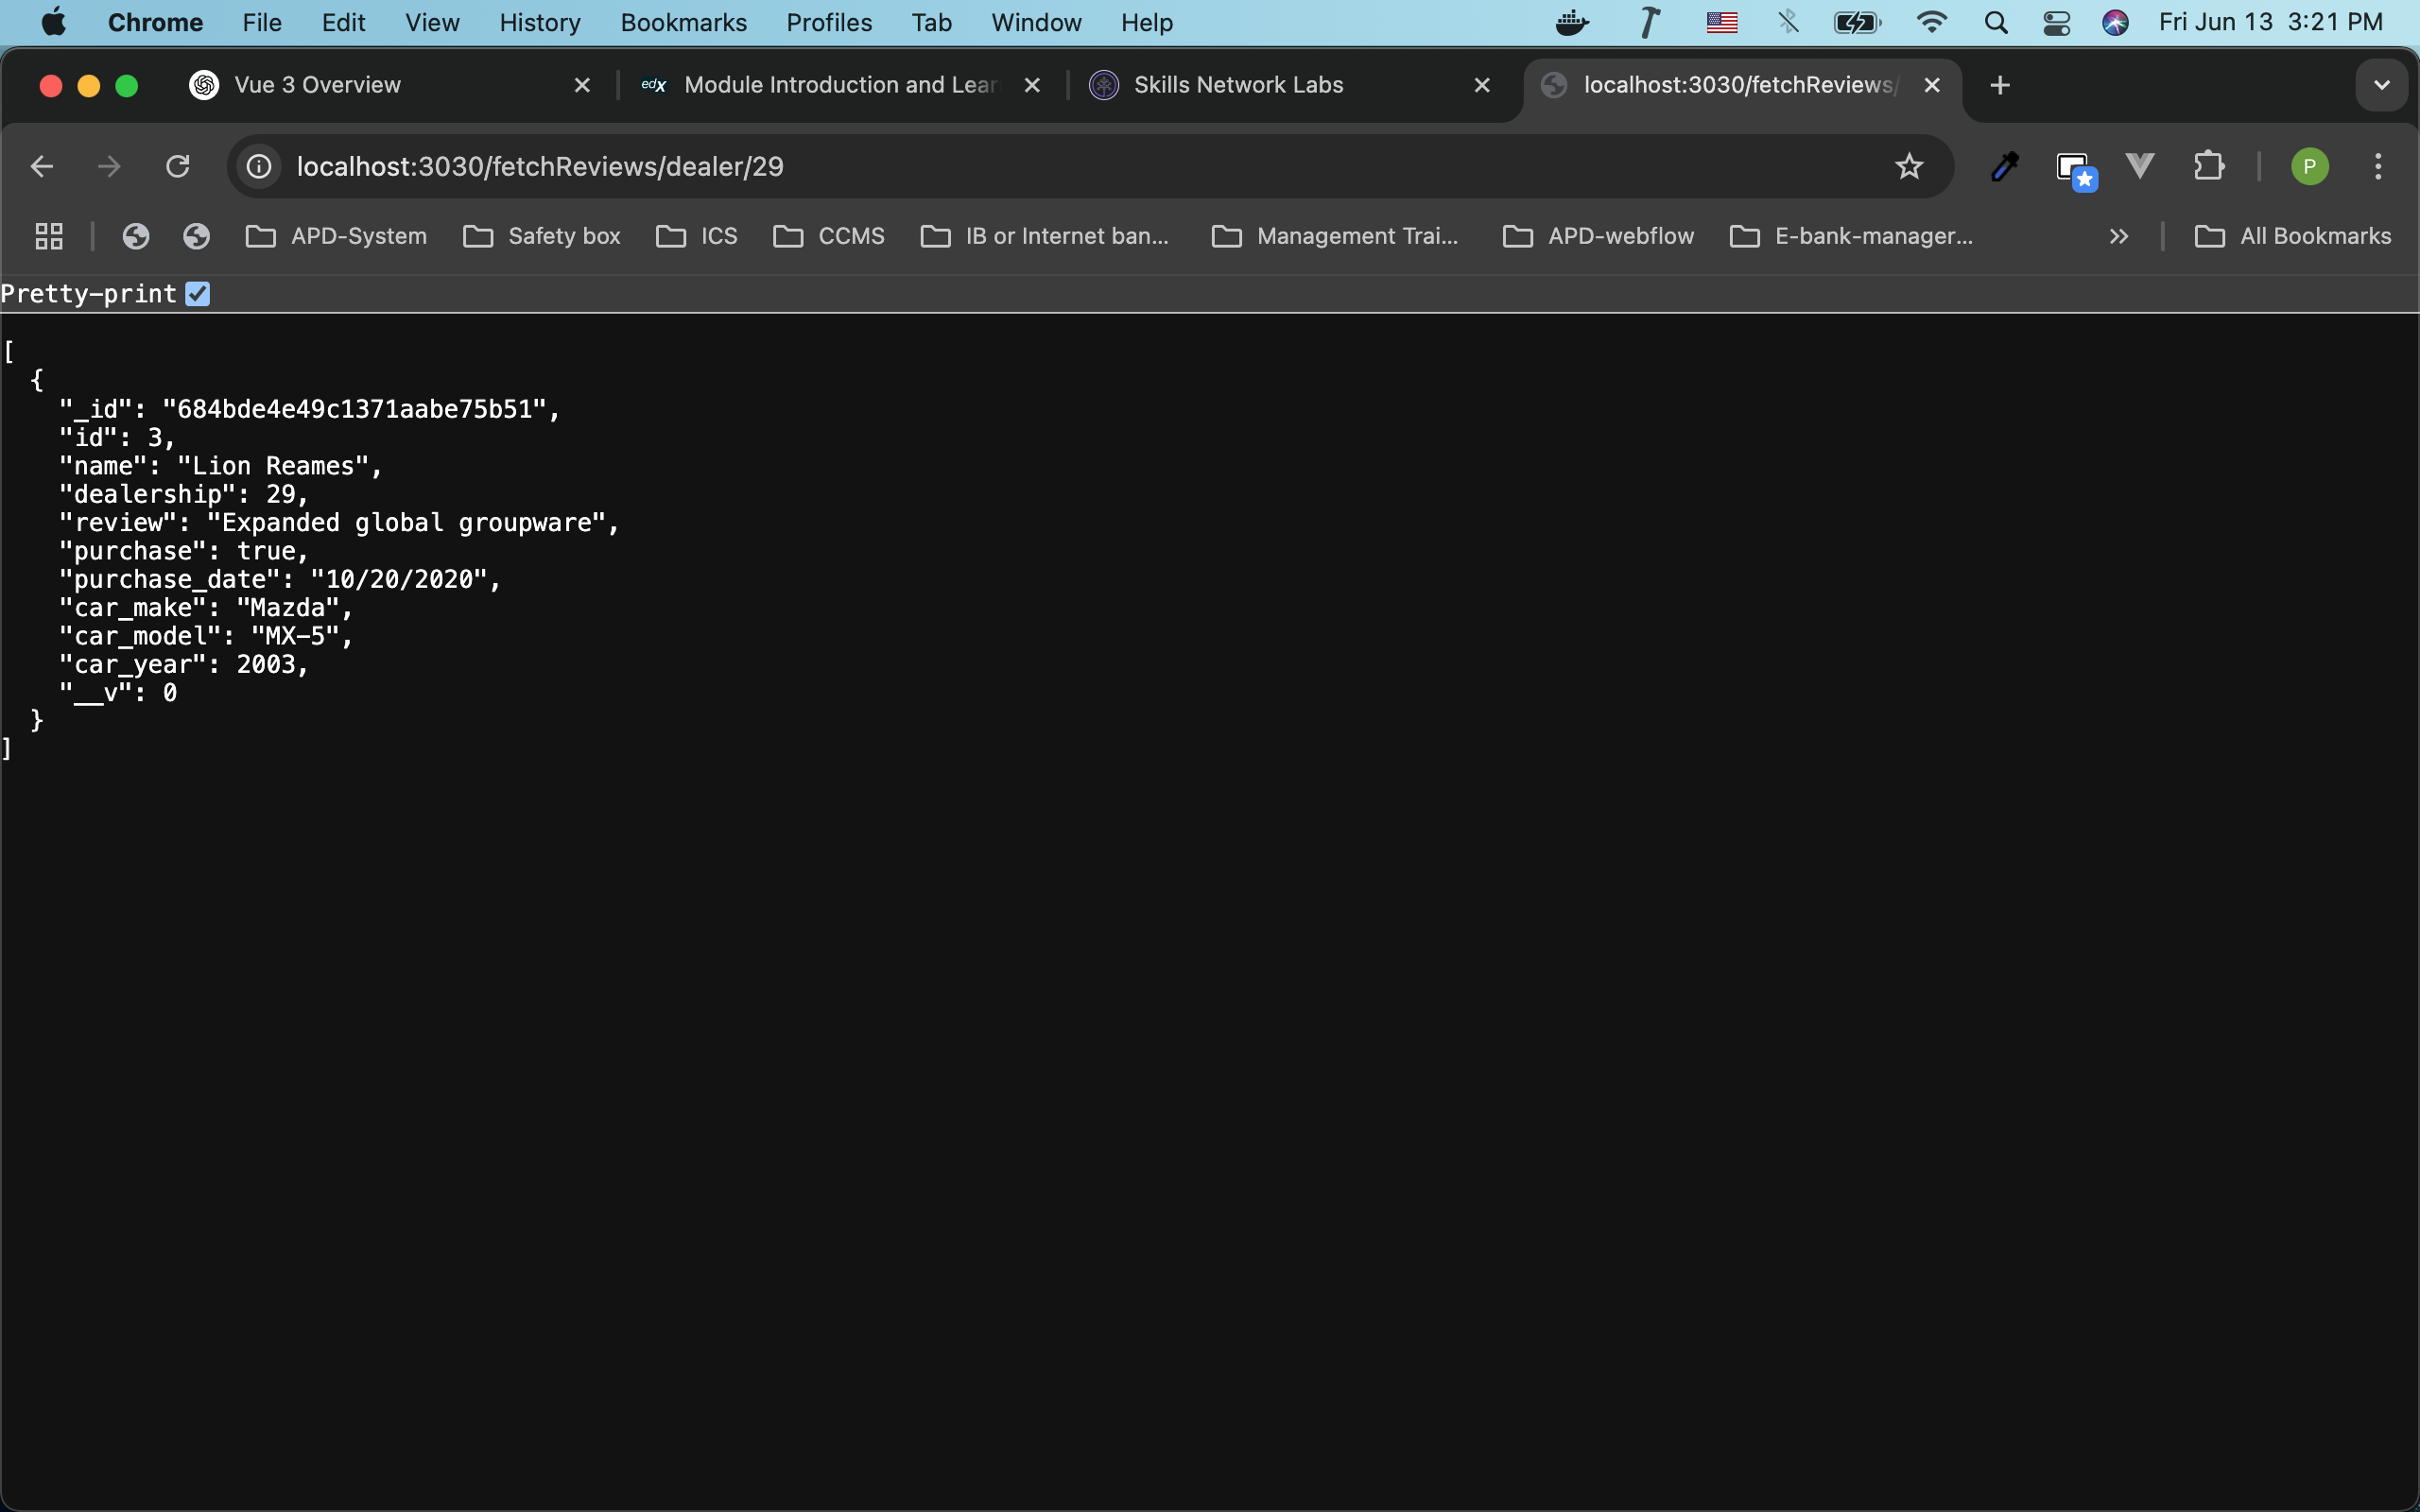 Chrome File Edit View History Bookmarks Profiles Tab Window Help Fri Jun 13 3:21 PM
Vue 3 Overview edX Module Introduction and Lear Skills Network Labs localhost:3030/fetchReviews/
localhost:3030/fetchReviews/dealer/29 P
APD-System Safety box ICS CCMS IB or Internet ban... Management Trai... APD-webflow E-bank-manager... All Bookmarks
Pretty-print
[
  {
    "_id": "684bde4e49c1371aabe75b51",
    "id": 3,
    "name": "Lion Reames",
    "dealership": 29,
    "review": "Expanded global groupware",
    "purchase": true,
    "purchase_date": "10/20/2020",
    "car_make": "Mazda",
    "car_model": "MX-5",
    "car_year": 2003,
    "__v": 0
  }
]